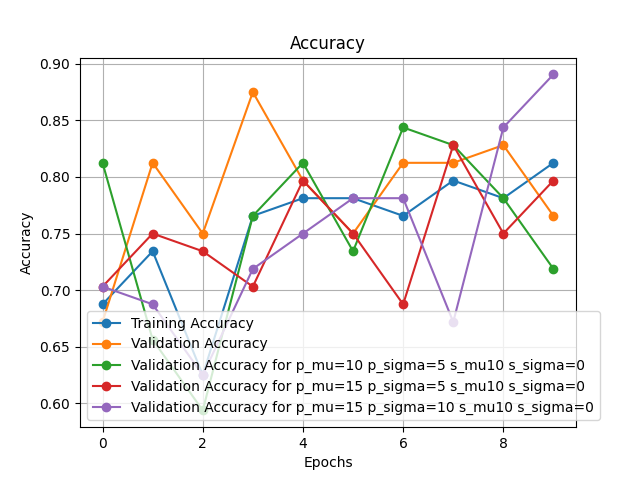 Accuracy
0.90
0.85
0.80
0.75
0.70
0.65
0.60
Accuracy
Training Accuracy
Validation Accuracy
Validation Accuracy for p_mu=10 p_sigma=5 s_mu10 s_sigma=0
Validation Accuracy for p_mu=15 p_sigma=5 s_mu10 s_sigma=0
Validation Accuracy for p_mu=15 p_sigma=10 s_mu10 s_sigma=0
0 2 4 6 8
Epochs